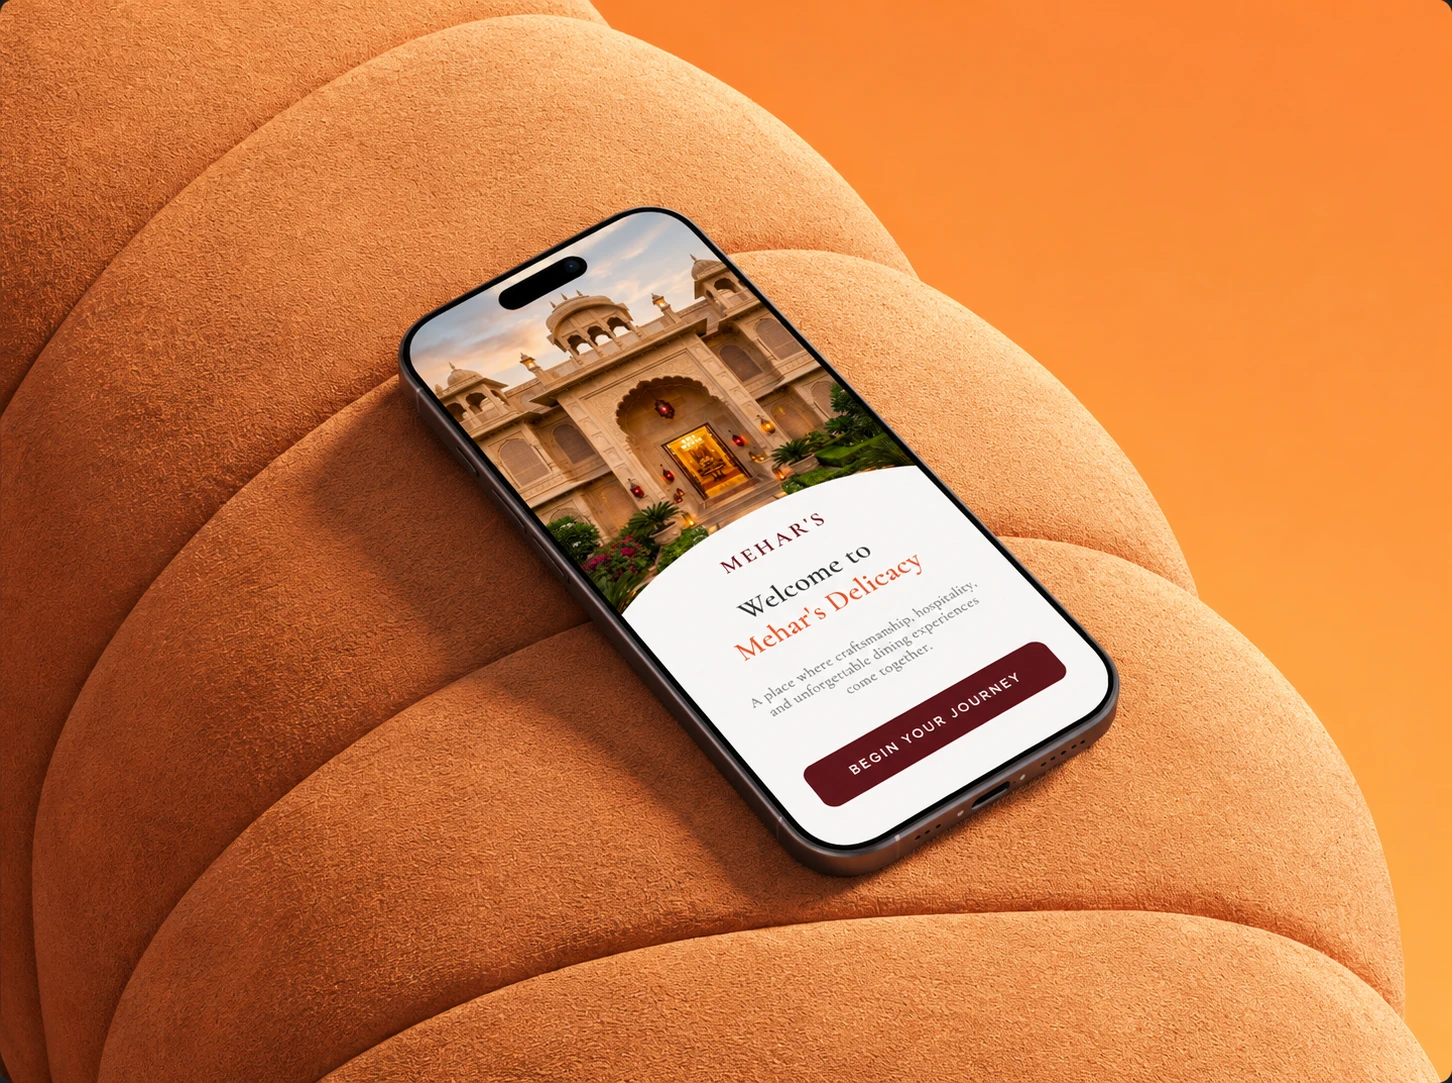 MEHAR'S
Welcome to
Mehar's Delicacy
A place where craftsmanship, hospitality,
and unforgettable dining experiences
come together.
BEGIN YOUR JOURNEY